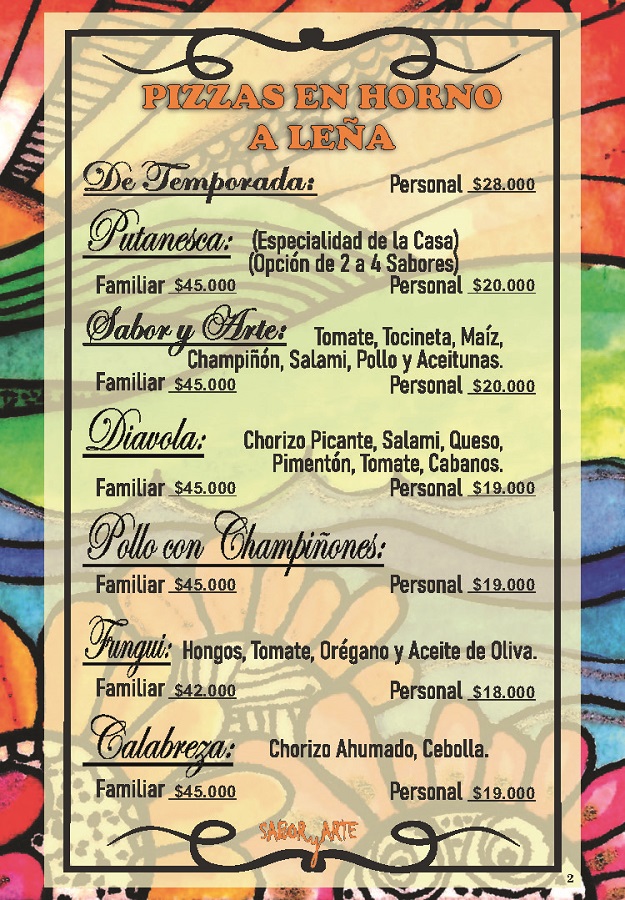 PIZZAS EN HORNO
A LEÑA
De Temporada: Personal $28.000
Putanesca: (Especialidad de la Casa)
(Opción de 2 a 4 Sabores)
Familiar $45.000 Personal $20.000
Sabor y Arte: Tomate, Tocineta, Maíz,
Champiñón, Salami, Pollo y Aceitunas.
Familiar $45.000 Personal $20.000
Diavola: Chorizo Picante, Salami, Queso,
Pimentón, Tomate, Cabanos.
Familiar $45.000 Personal $19.000
Pollo con Champiñones:
Familiar $45.000 Personal $19.000
Fungui: Hongos, Tomate, Orégano y Aceite de Oliva.
Familiar $42.000 Personal $18.000
Calabreza: Chorizo Ahumado, Cebolla.
Familiar $45.000 Personal $19.000
SABOR y ARTE
2